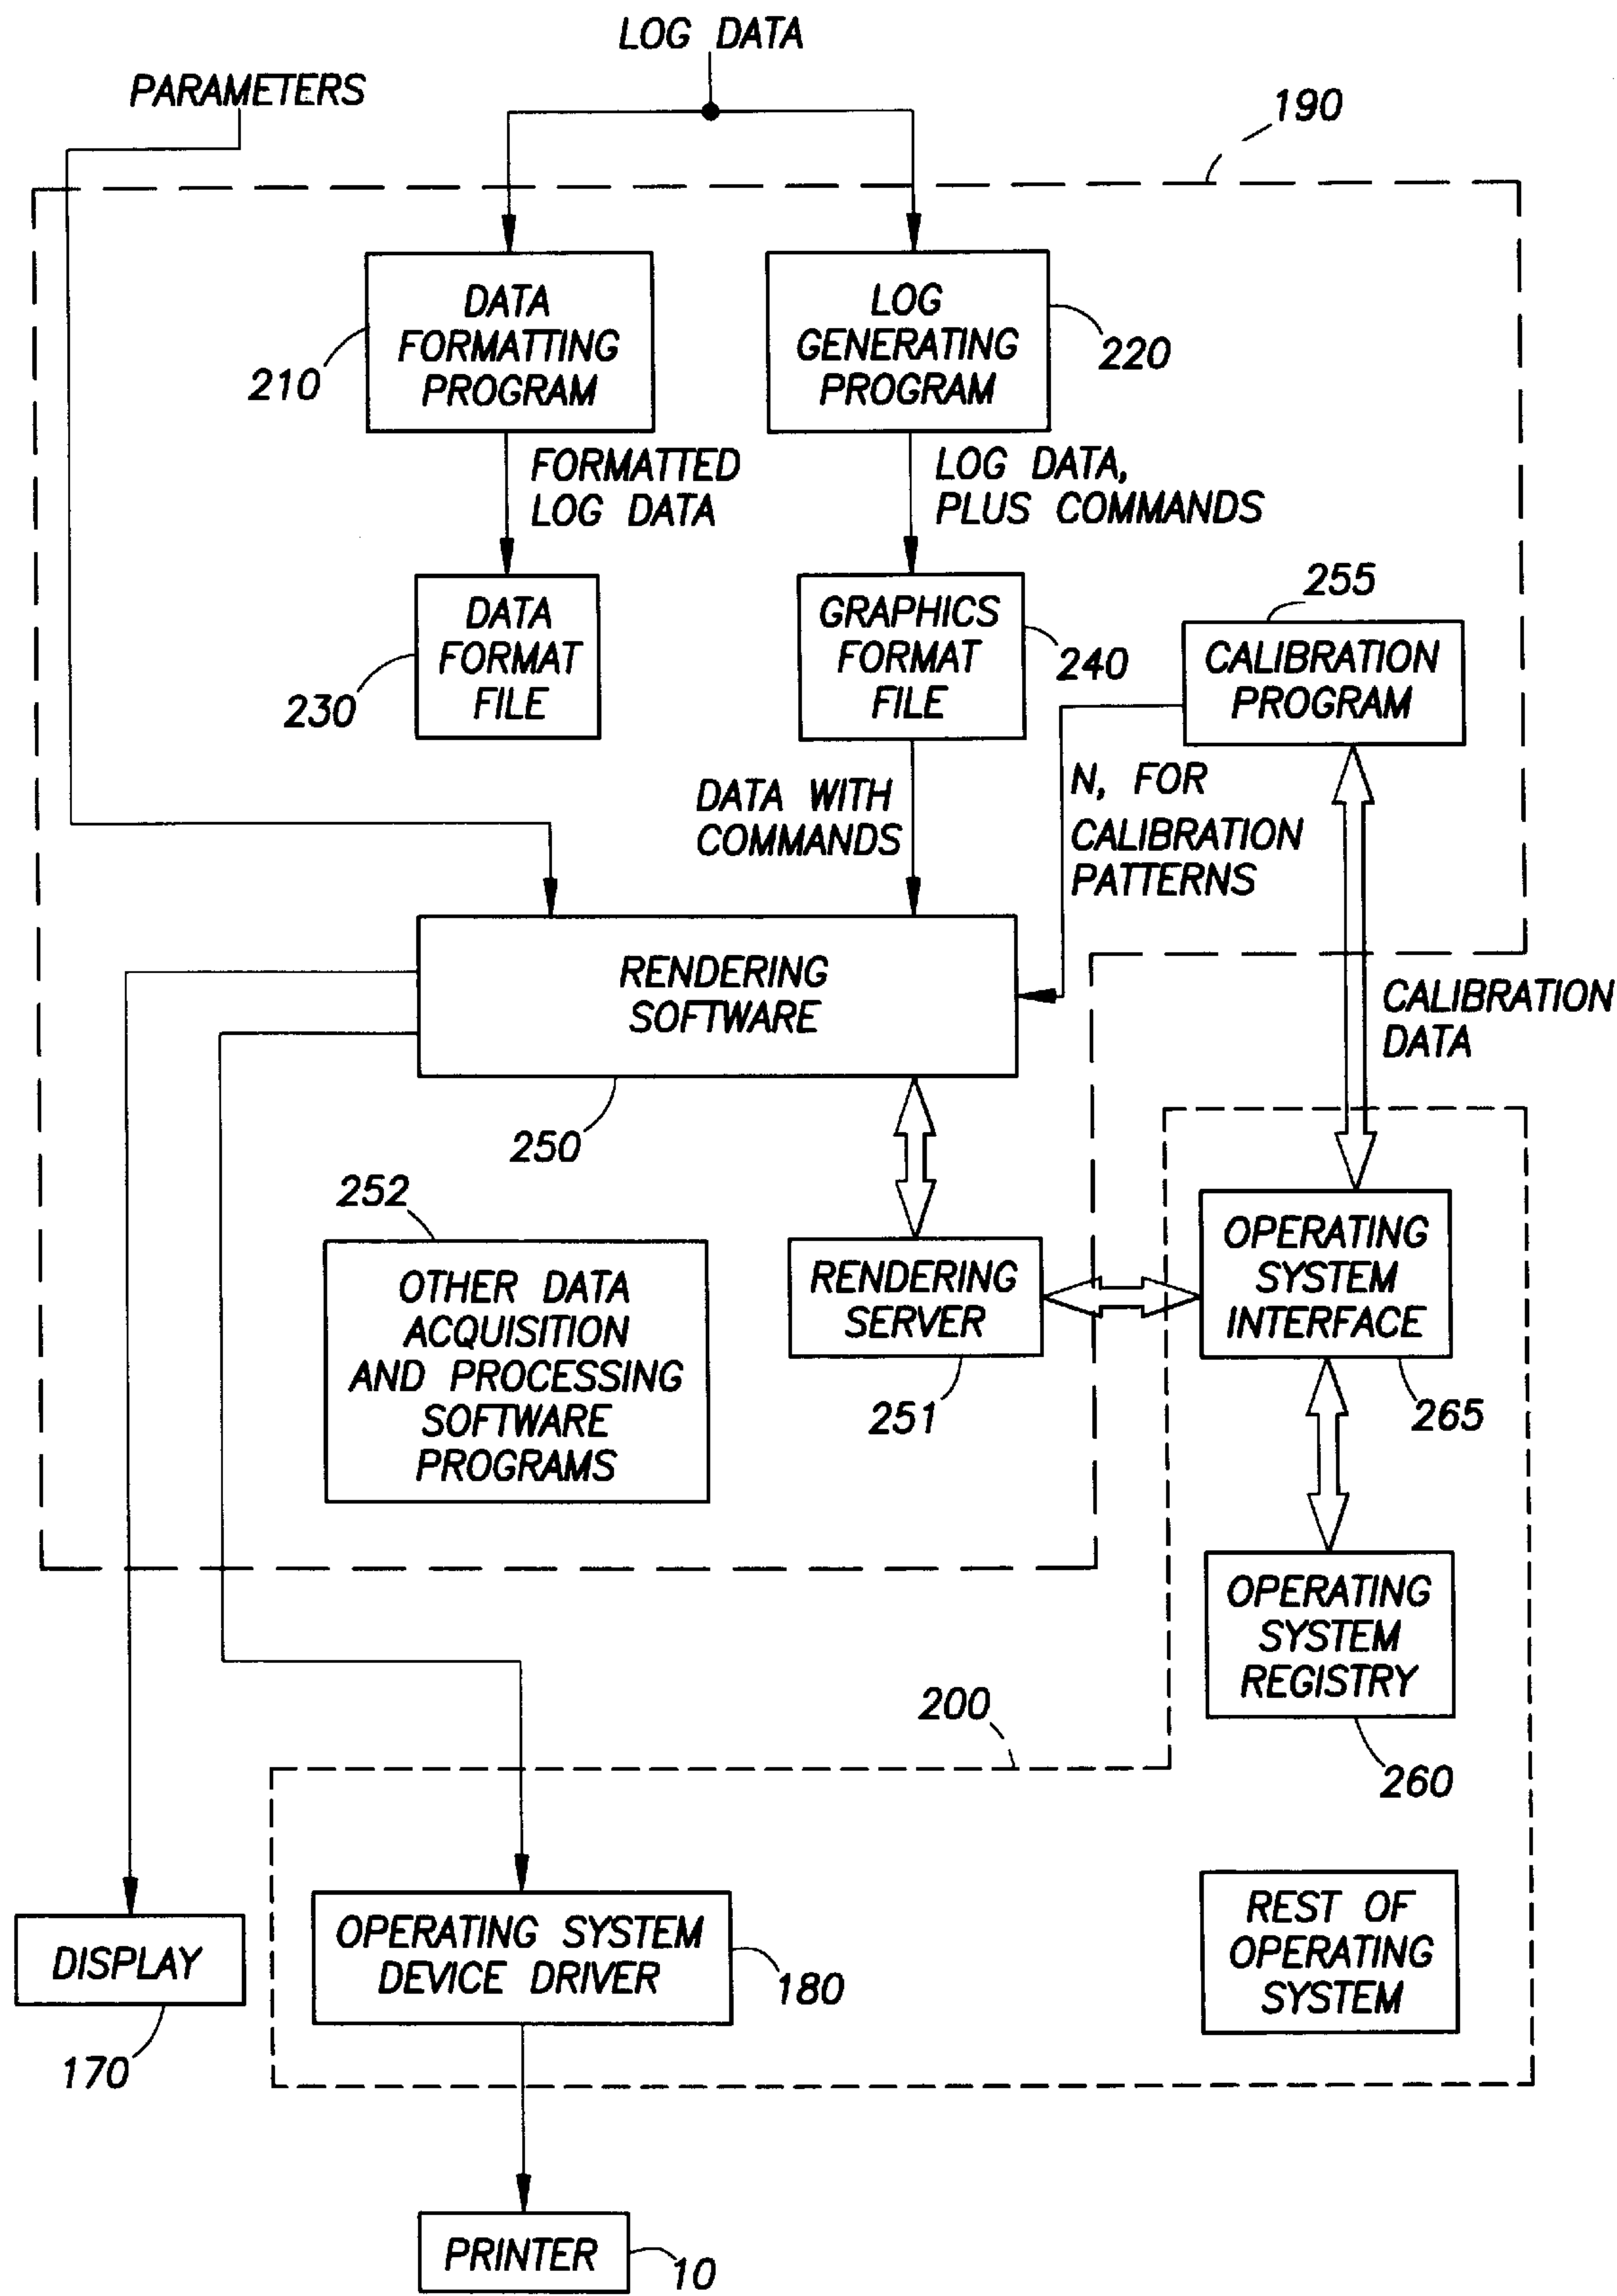 LOG DATA
PARAMETERS
190
DATA
FORMATTING
PROGRAM
210
LOG
GENERATING
PROGRAM
220
FORMATTED
LOG DATA
LOG DATA,
PLUS COMMANDS
DATA
FORMAT
FILE
230
GRAPHICS
FORMAT
FILE
240
255
CALIBRATION
PROGRAM
DATA WITH
COMMANDS
N, FOR
CALIBRATION
PATTERNS
RENDERING
SOFTWARE
250
CALIBRATION
DATA
252
OTHER DATA
ACQUISITION
AND PROCESSING
SOFTWARE
PROGRAMS
RENDERING
SERVER
251
OPERATING
SYSTEM
INTERFACE
265
OPERATING
SYSTEM
REGISTRY
260
200
DISPLAY
170
OPERATING SYSTEM
DEVICE DRIVER
180
REST OF
OPERATING
SYSTEM
PRINTER
10